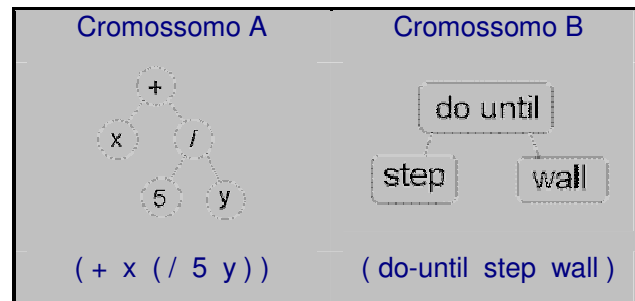 Cromossomo A
Cromossomo B
+
x /
5 y
do until
step wall
( + x ( / 5 y ) )
( do-until step wall )